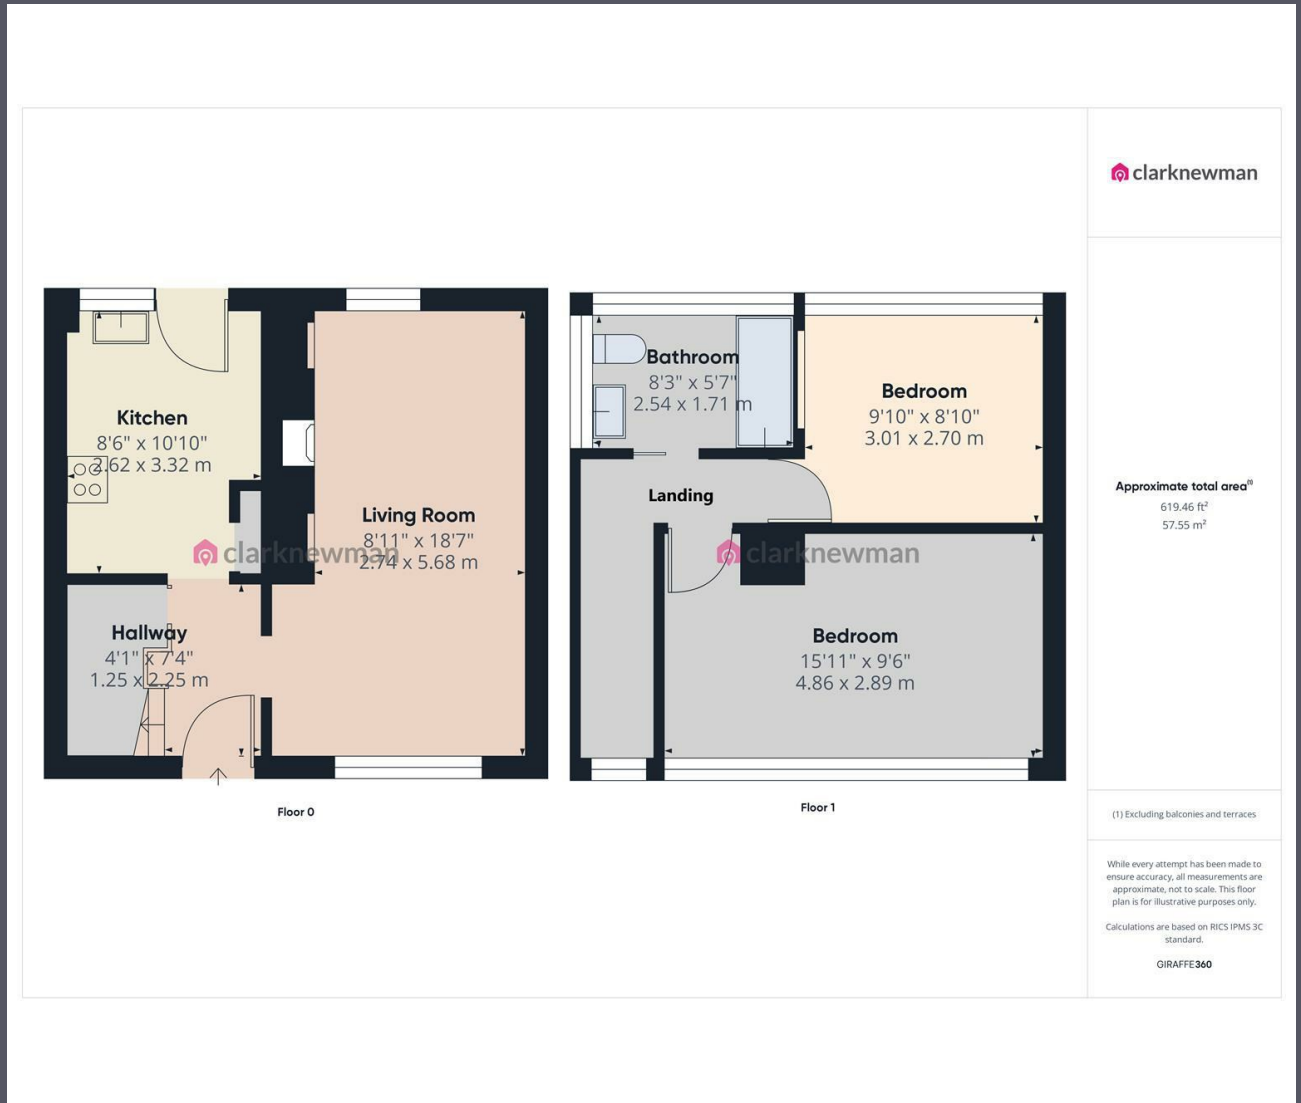 clarknewman
Kitchen
8'6" x 10'10"
2.62 x 3.32 m
Living Room
8'11" x 18'7"
2.74 x 5.68 m
clarknewman
Hallway
4'1" x 7'4"
1.25 x 2.25 m
Floor 0
Bathroom
8'3" x 5'7"
2.54 x 1.71 m
Bedroom
9'10" x 8'10"
3.01 x 2.70 m
Landing
clarknewman
Bedroom
15'11" x 9'6"
4.86 x 2.89 m
Floor 1
Approximate total area(1)
619.46 ft²
57.55 m²
(1) Excluding balconies and terraces
While every attempt has been made to
ensure accuracy, all measurements are
approximate, not to scale. This floor
plan is for illustrative purposes only.
Calculations are based on RICS IPMS 3C
standard.
GIRAFFE360